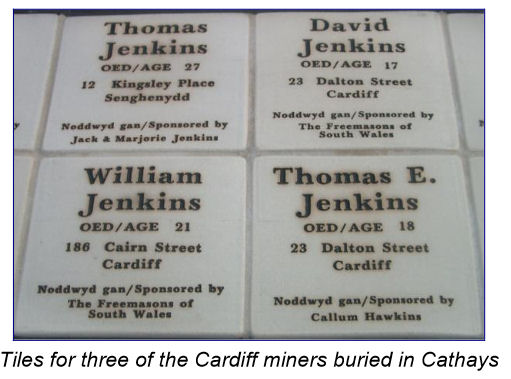 Thomas
Jenkins
OED/AGE 27
12 Kingsley Place
Senghenydd
Noddwyd gan/Sponsored by
Jack & Marjorie Jenkins
David
Jenkins
OED/AGE 17
23 Dalton Street
Cardiff
Noddwyd gan/Sponsored by
The Freemasons of
South Wales
William
Jenkins
OED/AGE 21
186 Cairn Street
Cardiff
Noddwyd gan/Sponsored by
The Freemasons of
South Wales
Thomas E.
Jenkins
OED/AGE 18
23 Dalton Street
Cardiff
Noddwyd gan/Sponsored by
Callum Hawkins
Tiles for three of the Cardiff miners buried in Cathays